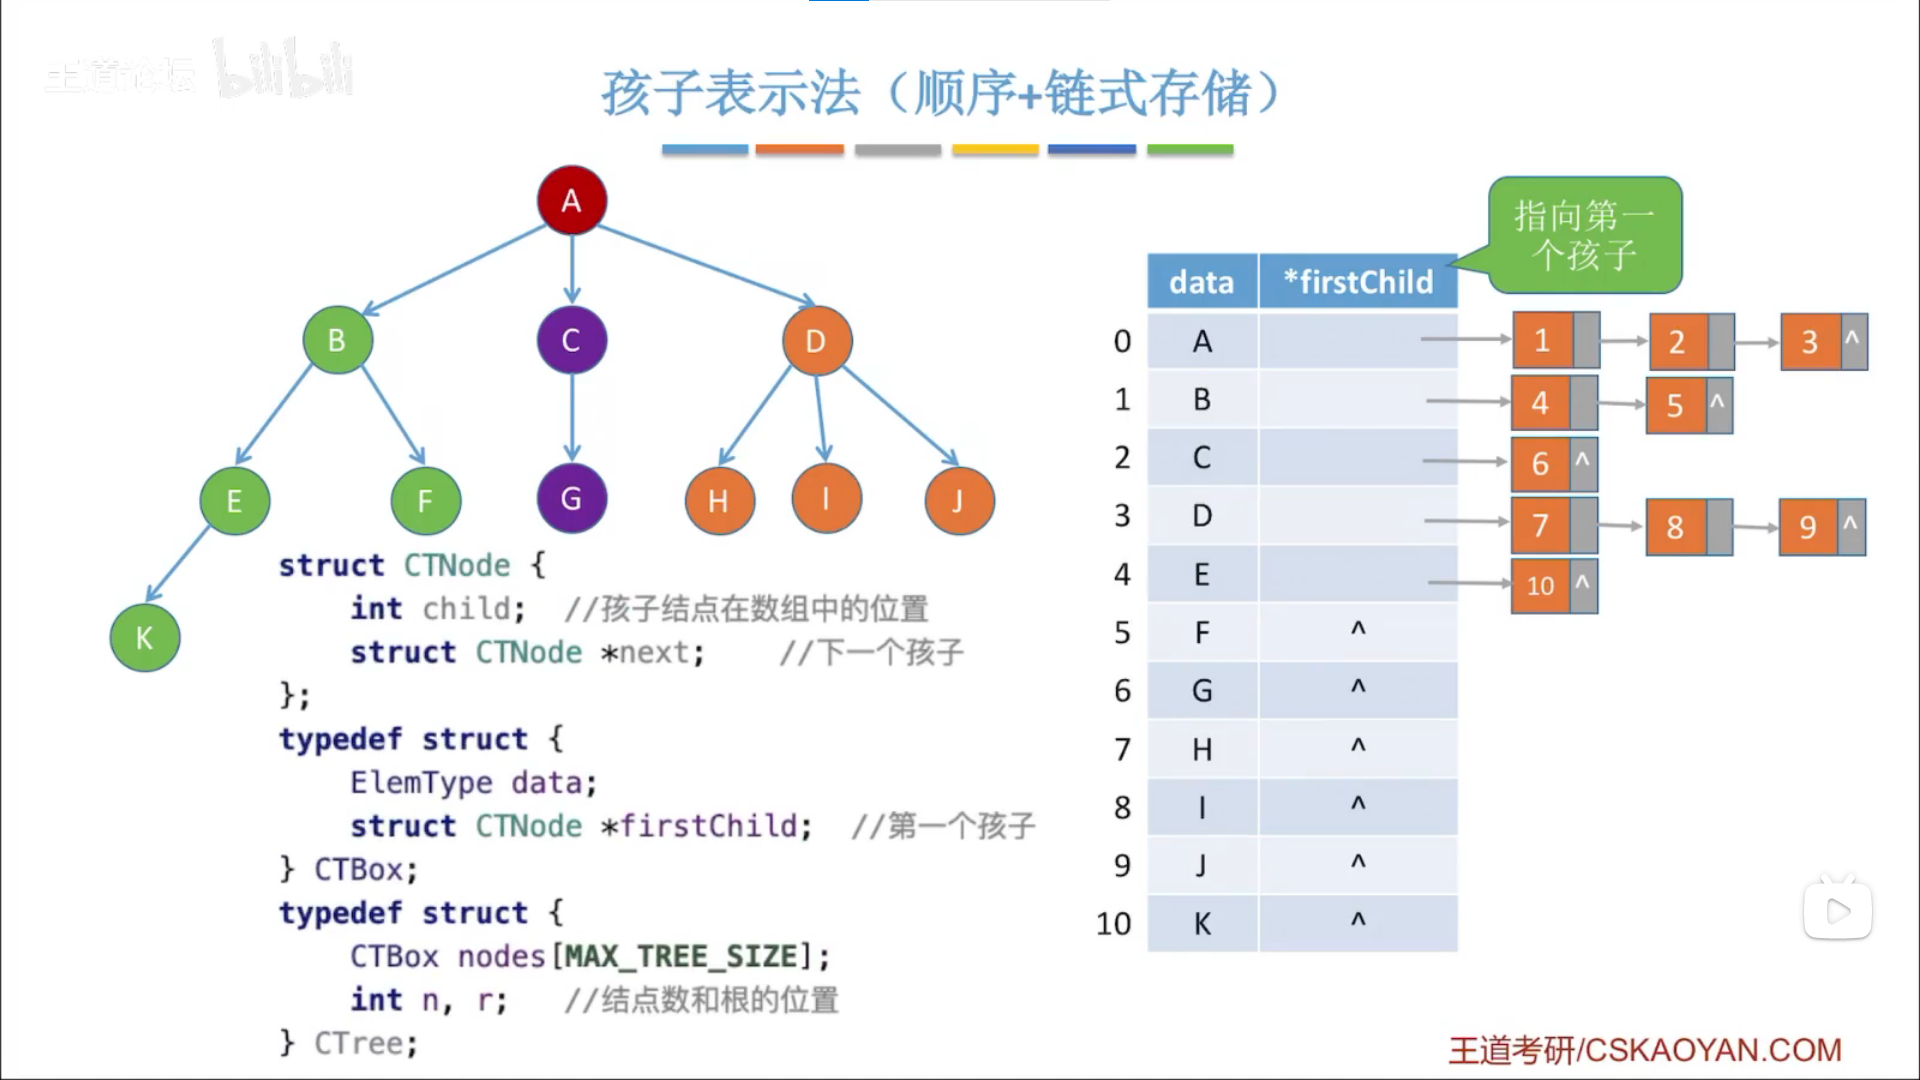 王道论坛 bilibili
孩子表示法（顺序+链式存储）
A
B C D
E F G H I J
K
struct CTNode {
int child; //孩子结点在数组中的位置
struct CTNode *next; //下一个孩子
};
typedef struct {
ElemType data;
struct CTNode *firstChild; //第一个孩子
} CTBox;
typedef struct {
CTBox nodes[MAX_TREE_SIZE];
int n, r; //结点数和根的位置
} CTree;
指向第一
个孩子
data *firstChild
0 A 1 2 3 ^
1 B 4 5 ^
2 C 6 ^
3 D 7 8 9 ^
4 E 10 ^
5 F ^
6 G ^
7 H ^
8 I ^
9 J ^
10 K ^
王道考研/CSKAOYAN.COM